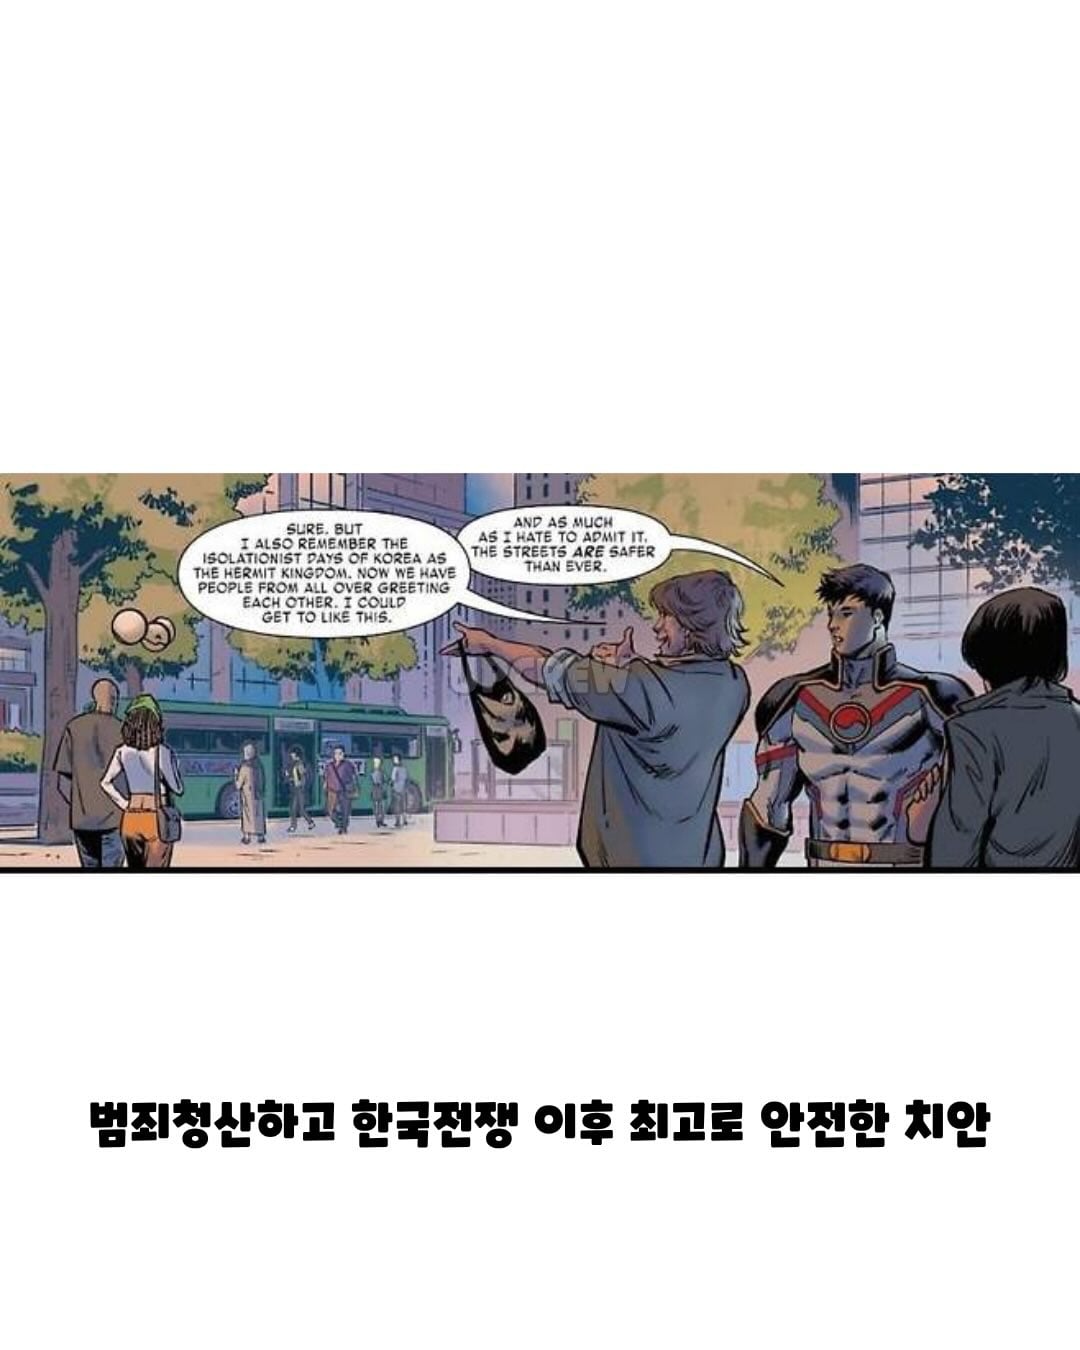 SURE. BUT
I ALSO REMEMBER THE
ISOLATIONIST DAYS OF KOREA AS
THE HERMIT KINGDOM. NOW WE HAVE
PEOPLE FROM ALL OVER GREETING
EACH OTHER. I COULD
GET TO LIKE THIS.
AND AS MUCH
AS I HATE TO ADMIT IT,
THE STREETS ARE SAFER
THAN EVER.
UPCREW
범죄청산하고 한국전쟁 이후 최고로 안전한 치안